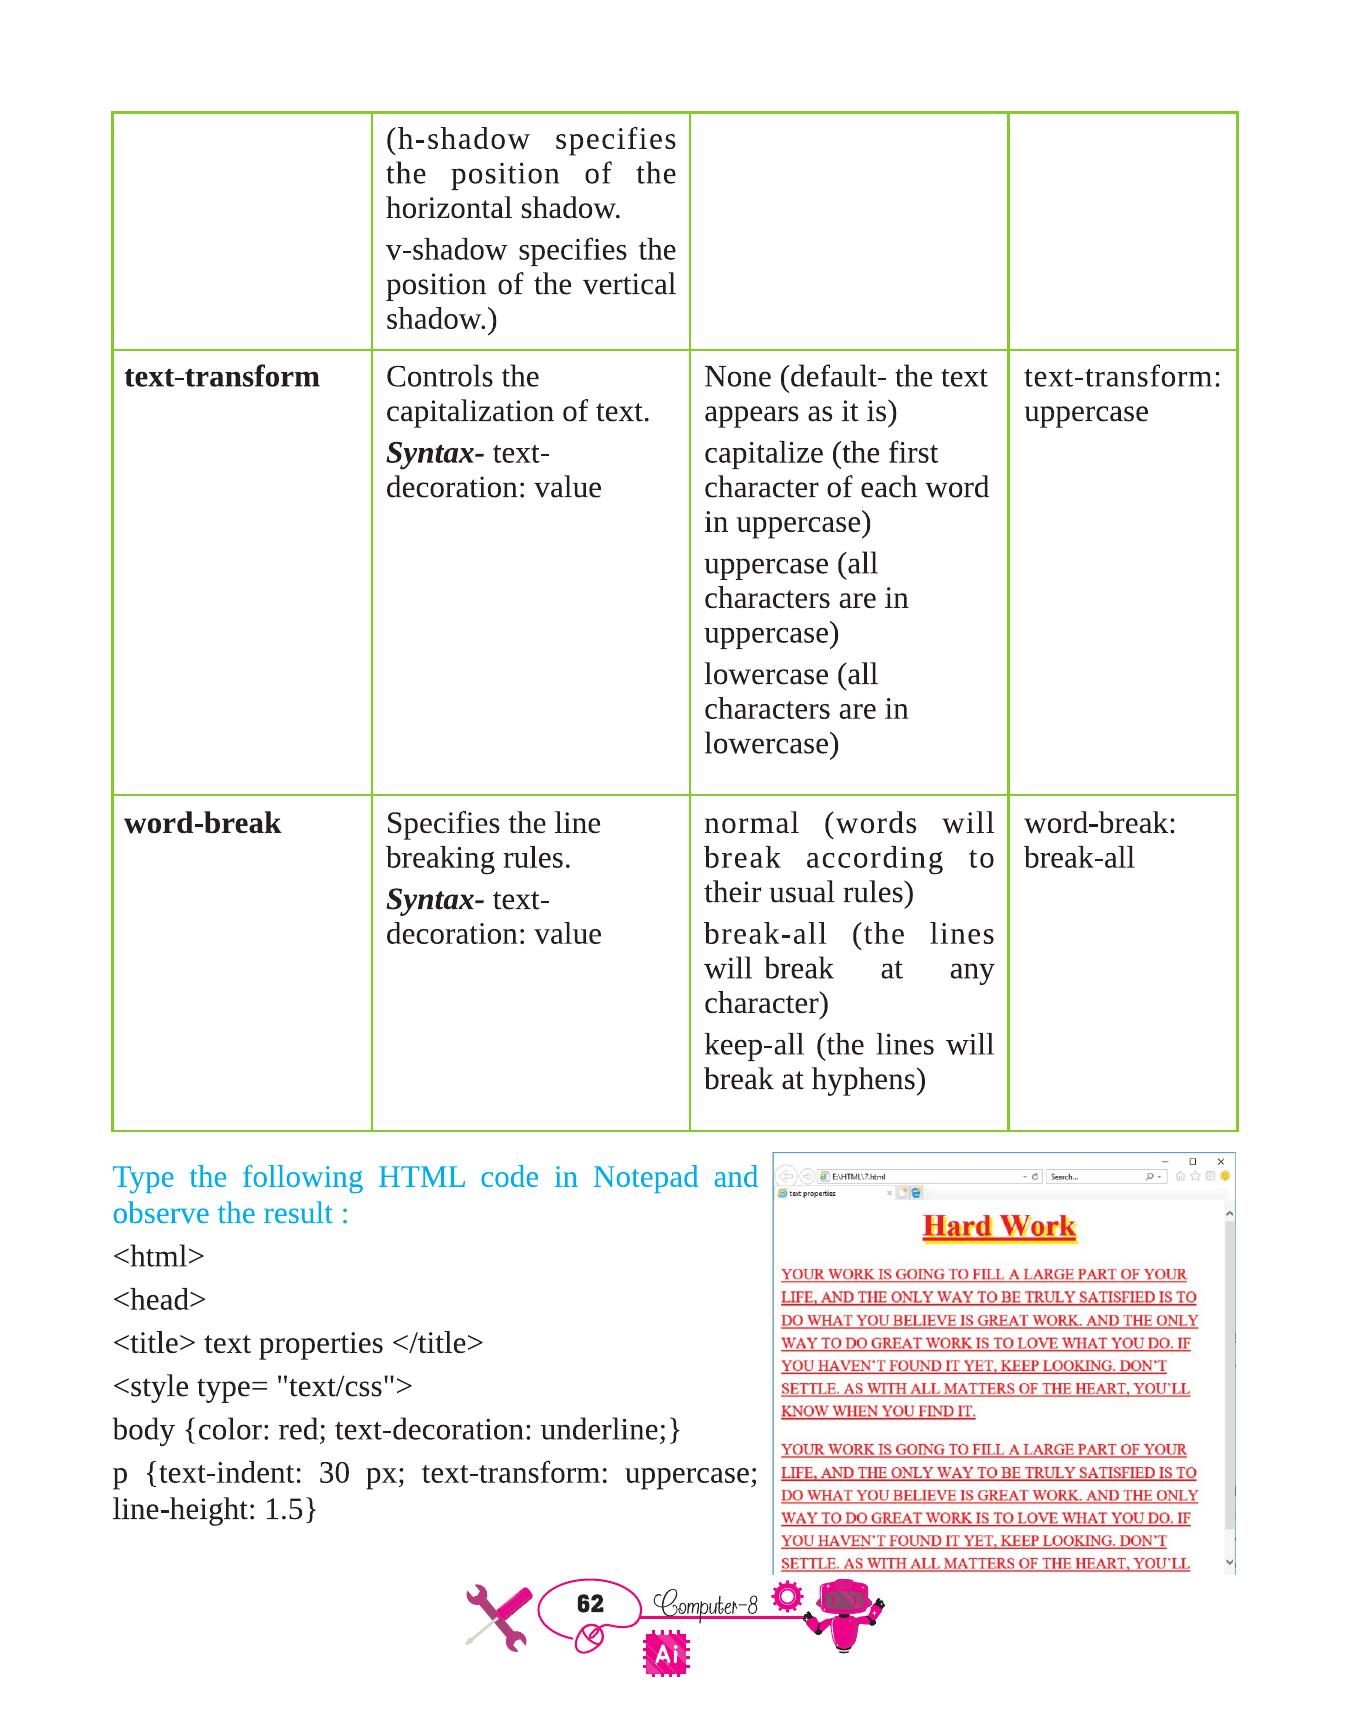 (h-shadow specifies
the position of the
horizontal shadow.
v-shadow specifies the
position of the vertical
shadow.)
text-transform
Controls the
capitalization of text.
Syntax- text-
decoration: value
None (default- the text
appears as it is)
capitalize (the first
character of each word
in uppercase)
uppercase (all
characters are in
uppercase)
lowercase (all
characters are in
lowercase)
text-transform:
uppercase
word-break
Specifies the line
breaking rules.
Syntax- text-
decoration: value
normal (words will
break according to
their usual rules)
break-all (the lines
will break at any
character)
keep-all (the lines will
break at hyphens)
word-break:
break-all
Type the following HTML code in Notepad and
observe the result :
<html>
<head>
<title> text properties </title>
<style type= "text/css">
body {color: red; text-decoration: underline;}
p {text-indent: 30 px; text-transform: uppercase;
line-height: 1.5}
E:\HTML\7.html
Search...
text properties
Hard Work
YOUR WORK IS GOING TO FILL A LARGE PART OF YOUR
LIFE, AND THE ONLY WAY TO BE TRULY SATISFIED IS TO
DO WHAT YOU BELIEVE IS GREAT WORK. AND THE ONLY
WAY TO DO GREAT WORK IS TO LOVE WHAT YOU DO. IF
YOU HAVEN'T FOUND IT YET, KEEP LOOKING. DON'T
SETTLE. AS WITH ALL MATTERS OF THE HEART, YOU'LL
KNOW WHEN YOU FIND IT.
YOUR WORK IS GOING TO FILL A LARGE PART OF YOUR
LIFE, AND THE ONLY WAY TO BE TRULY SATISFIED IS TO
DO WHAT YOU BELIEVE IS GREAT WORK. AND THE ONLY
WAY TO DO GREAT WORK IS TO LOVE WHAT YOU DO. IF
YOU HAVEN'T FOUND IT YET, KEEP LOOKING. DON'T
SETTLE. AS WITH ALL MATTERS OF THE HEART, YOU'LL
62
Computer-8
Ai